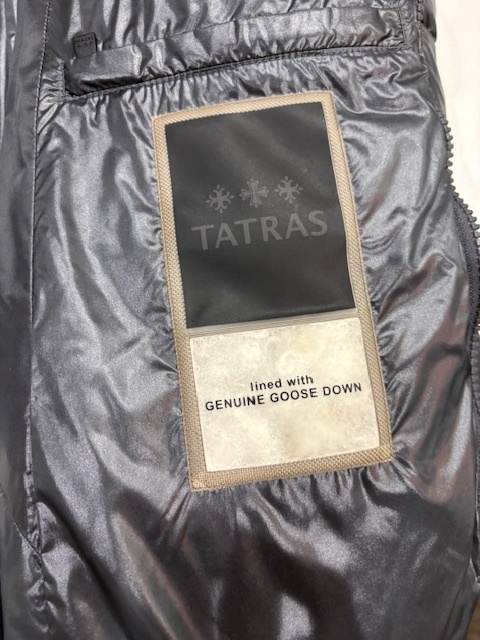 TATRAS
lined with
GENUINE GOOSE DOWN